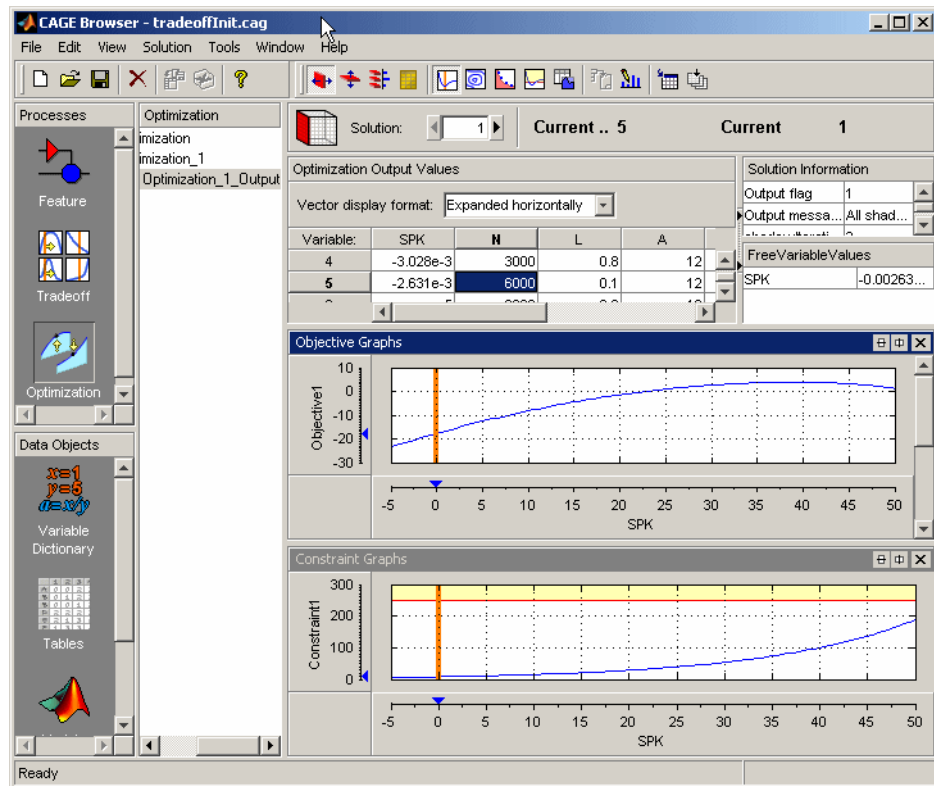 CAGE Browser - tradeoffInit.cag
File Edit View Solution Tools Window Help
Processes
Feature
Tradeoff
Optimization
Data Objects
x=1
y=5
a=x/y
Variable
Dictionary
Tables
Optimization
imization
imization_1
Optimization_1_Output
Solution: 1 Current .. 5 Current 1
Optimization Output Values
Vector display format: Expanded horizontally
Variable: SPK N L A
4 -3.028e-3 3000 0.8 12
5 -2.631e-3 6000 0.1 12
Solution Information
Output flag 1
Output messa... All shad...
FreeVariableValues
SPK -0.00263...
Objective Graphs
Objective1
10
0
-10
-20
-30
-5 0 5 10 15 20 25 30 35 40 45 50
SPK
Constraint Graphs
Constraint1
300
200
100
0
-5 0 5 10 15 20 25 30 35 40 45 50
SPK
Ready